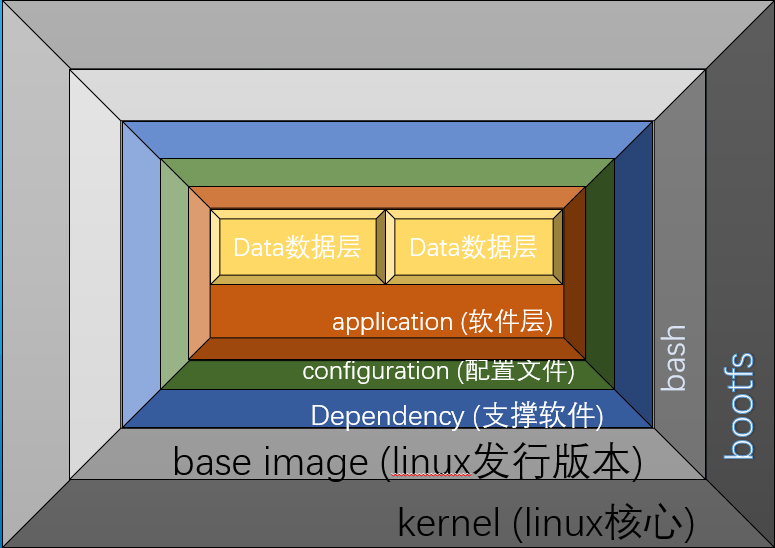 Data数据层
Data数据层
application (软件层)
configuration (配置文件)
Dependency (支撑软件)
bash
bootfs
base image (linux发行版本)
kernel (linux核心)